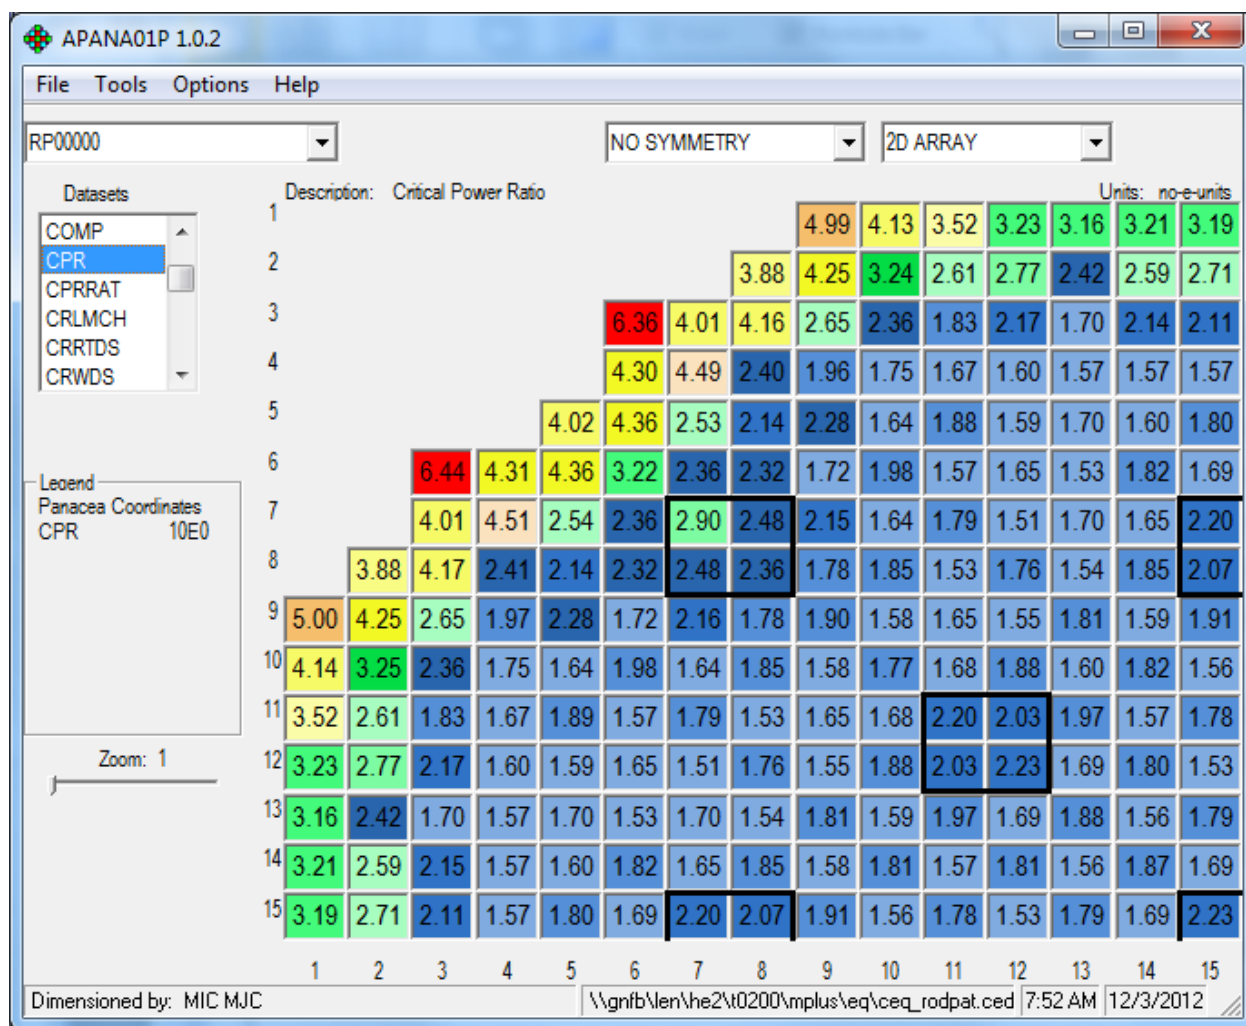 APANA01P 1.0.2
File Tools Options Help
RP00000 NO SYMMETRY 2D ARRAY
Datasets
COMP
CPR
CPRRAT
CRLMCH
CRRTDS
CRWDS
Legend
Panacea Coordinates
CPR 10E0
Zoom: 1
Description: Critical Power Ratio Units: no-e-units
1 4.99 4.13 3.52 3.23 3.16 3.21 3.19
2 3.88 4.25 3.24 2.61 2.77 2.42 2.59 2.71
3 6.36 4.01 4.16 2.65 2.36 1.83 2.17 1.70 2.14 2.11
4 4.30 4.49 2.40 1.96 1.75 1.67 1.60 1.57 1.57 1.57
5 4.02 4.36 2.53 2.14 2.28 1.64 1.88 1.59 1.70 1.60 1.80
6 6.44 4.31 4.36 3.22 2.36 2.32 1.72 1.98 1.57 1.65 1.53 1.82 1.69
7 4.01 4.51 2.54 2.36 2.90 2.48 2.15 1.64 1.79 1.51 1.70 1.65 2.20
8 3.88 4.17 2.41 2.14 2.32 2.48 2.36 1.78 1.85 1.53 1.76 1.54 1.85 2.07
9 5.00 4.25 2.65 1.97 2.28 1.72 2.16 1.78 1.90 1.58 1.65 1.55 1.81 1.59 1.91
10 4.14 3.25 2.36 1.75 1.64 1.98 1.64 1.85 1.58 1.77 1.68 1.88 1.60 1.82 1.56
11 3.52 2.61 1.83 1.67 1.89 1.57 1.79 1.53 1.65 1.68 2.20 2.03 1.97 1.57 1.78
12 3.23 2.77 2.17 1.60 1.59 1.65 1.51 1.76 1.55 1.88 2.03 2.23 1.69 1.80 1.53
13 3.16 2.42 1.70 1.57 1.70 1.53 1.70 1.54 1.81 1.59 1.97 1.69 1.88 1.56 1.79
14 3.21 2.59 2.15 1.57 1.60 1.82 1.65 1.85 1.58 1.81 1.57 1.81 1.56 1.87 1.69
15 3.19 2.71 2.11 1.57 1.80 1.69 2.20 2.07 1.91 1.56 1.78 1.53 1.79 1.69 2.23
1 2 3 4 5 6 7 8 9 10 11 12 13 14 15
Dimensioned by: MIC MJC \\gnfb\len\he2\t0200\mplus\eq\ceq_rodpat.ced 7:52 AM 12/3/2012